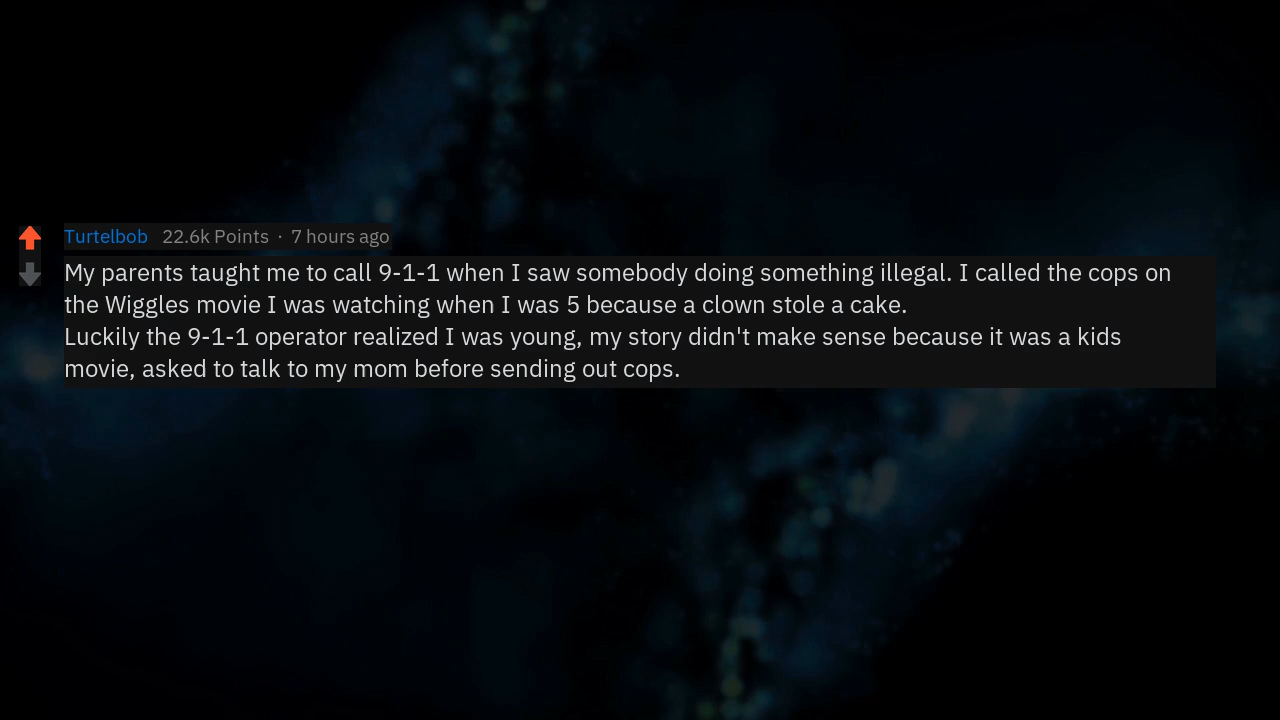 Turtelbob 22.6k Points · 7 hours ago
My parents taught me to call 9-1-1 when I saw somebody doing something illegal. I called the cops on
the Wiggles movie I was watching when I was 5 because a clown stole a cake.
Luckily the 9-1-1 operator realized I was young, my story didn't make sense because it was a kids
movie, asked to talk to my mom before sending out cops.